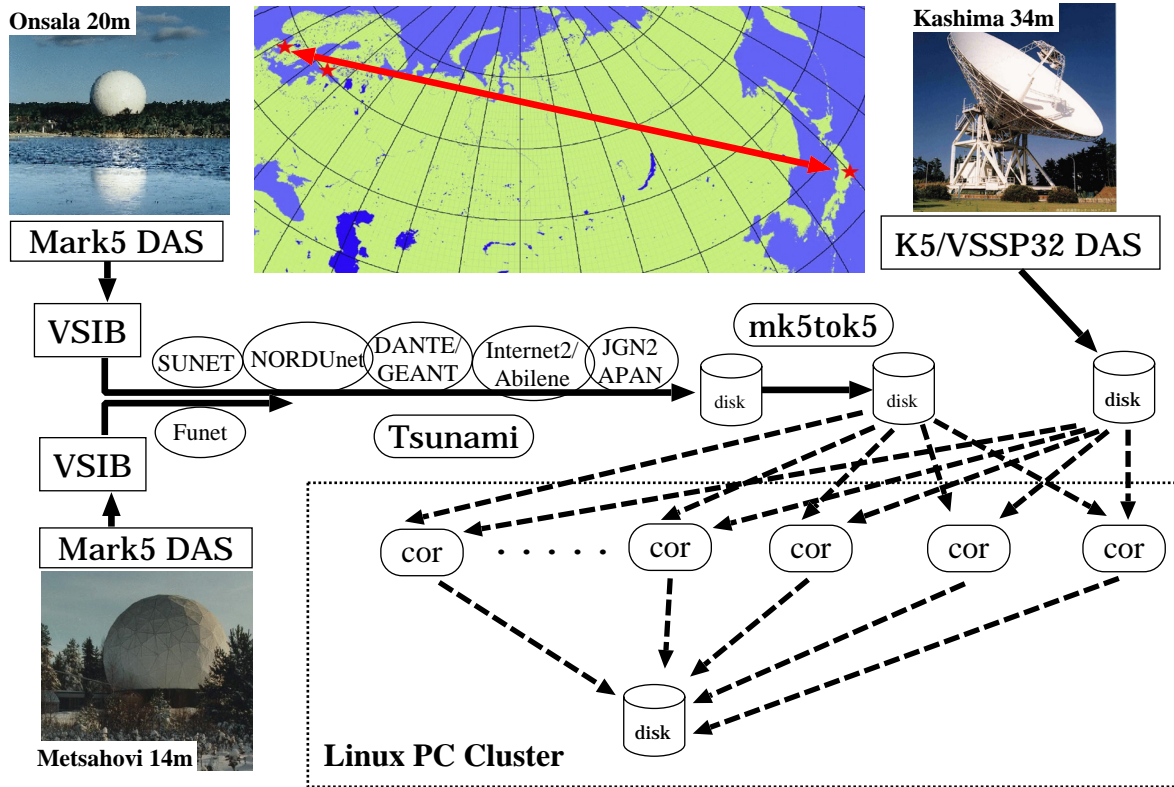 Onsala 20m
Kashima 34m
Mark5 DAS
K5/VSSP32 DAS
VSIB
mk5tok5
SUNET
NORDUnet
DANTE/
GEANT
Internet2/
Abilene
JGN2
APAN
disk
disk
disk
Funet
Tsunami
VSIB
Mark5 DAS
cor
. . . . .
cor
cor
cor
cor
disk
Metsahovi 14m
Linux PC Cluster